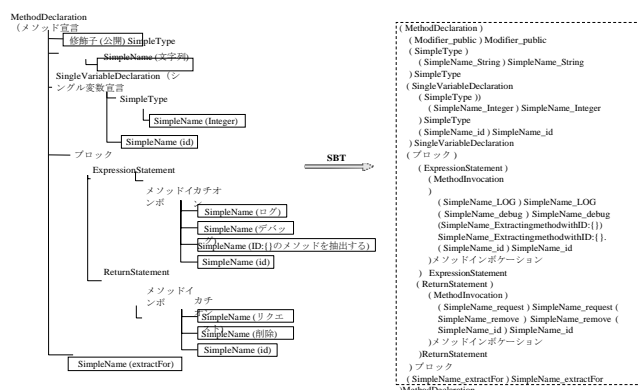 MethodDeclaration
(メソッド宣言
修飾子 (公開) SimpleType
SimpleName (文字列)
SingleVariableDeclaration (シ
ングル変数宣言
SimpleType
SimpleName (Integer)
SimpleName (id)
ブロック
ExpressionStatement
メソッドイ
ンボ
カチオ
ン
SimpleName (ログ)
SimpleName (デバッ
SimpleName (ID:{}のメソッドを抽出する)
SimpleName (id)
ReturnStatement
メソッドイ
ンボ
カチ
SimpleName (リクエ
スト)
SimpleName (削除)
SimpleName (id)
SimpleName (extractFor)
SBT
( MethodDeclaration )
( Modifier_public ) Modifier_public
( SimpleType )
( SimpleName_String ) SimpleName_String
) SimpleType
( SingleVariableDeclaration
( SimpleType ))
( SimpleName_Integer ) SimpleName_Integer
) SimpleType
( SimpleName_id ) SimpleName_id
) SingleVariableDeclaration
( ブロック )
( ExpressionStatement )
( MethodInvocation
)
( SimpleName_LOG ) SimpleName_LOG
( SimpleName_debug ) SimpleName_debug
(SimpleName_ExtractingmethodwithID:{})
SimpleName_ExtractingmethodwithID:{}.
( SimpleName_id ) SimpleName_id
)メソッドインボケーション
) ExpressionStatement
( ReturnStatement )
( MethodInvocation )
( SimpleName_request ) SimpleName_request (
SimpleName_remove ) SimpleName_remove (
SimpleName_id ) SimpleName_id
)メソッドインボケーション
)ReturnStatement
) ブロック
( SimpleName_extractFor ) SimpleName_extractFor
)MethodDeclaration